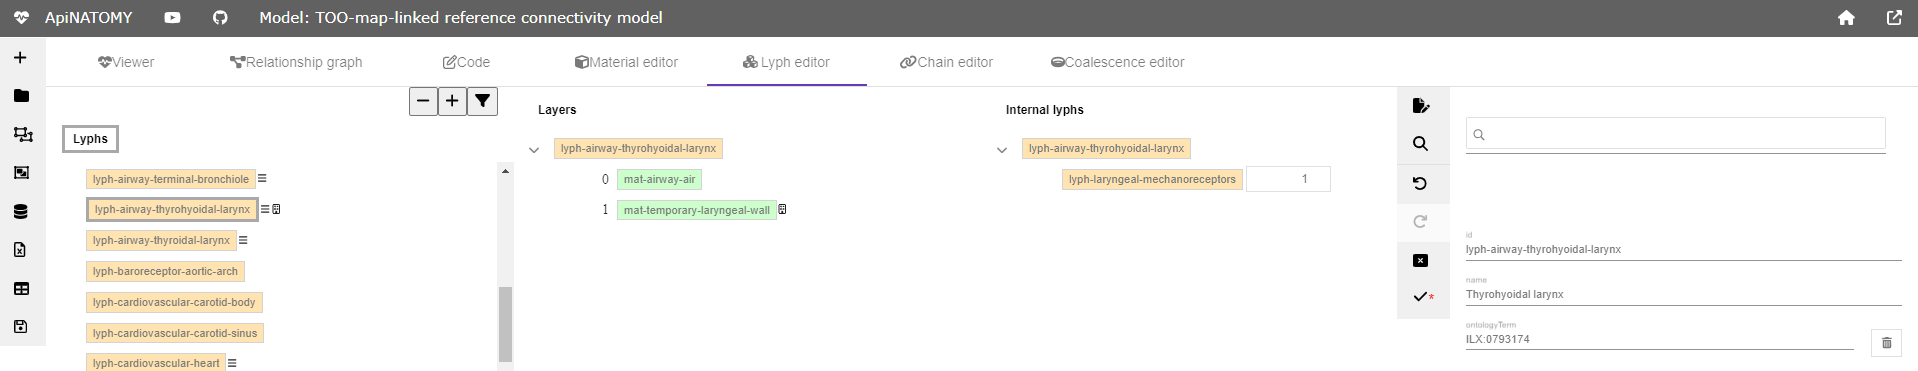 ApiNATOMY Model: TOO-map-linked reference connectivity model
Viewer Relationship graph Code Material editor Lyph editor Chain editor Coalescence editor
Lyphs
lyph-airway-terminal-bronchiole
lyph-airway-thyrohyoidal-larynx
lyph-airway-thyroidal-larynx
lyph-baroreceptor-aortic-arch
lyph-cardiovascular-carotid-body
lyph-cardiovascular-carotid-sinus
lyph-cardiovascular-heart
Layers
lyph-airway-thyrohyoidal-larynx
0 mat-airway-air
1 mat-temporary-laryngeal-wall
Internal lyphs
lyph-airway-thyrohyoidal-larynx
lyph-laryngeal-mechanoreceptors 1
*
id
lyph-airway-thyrohyoidal-larynx
name
Thyrohyoidal larynx
ontologyTerm
ILX:0793174